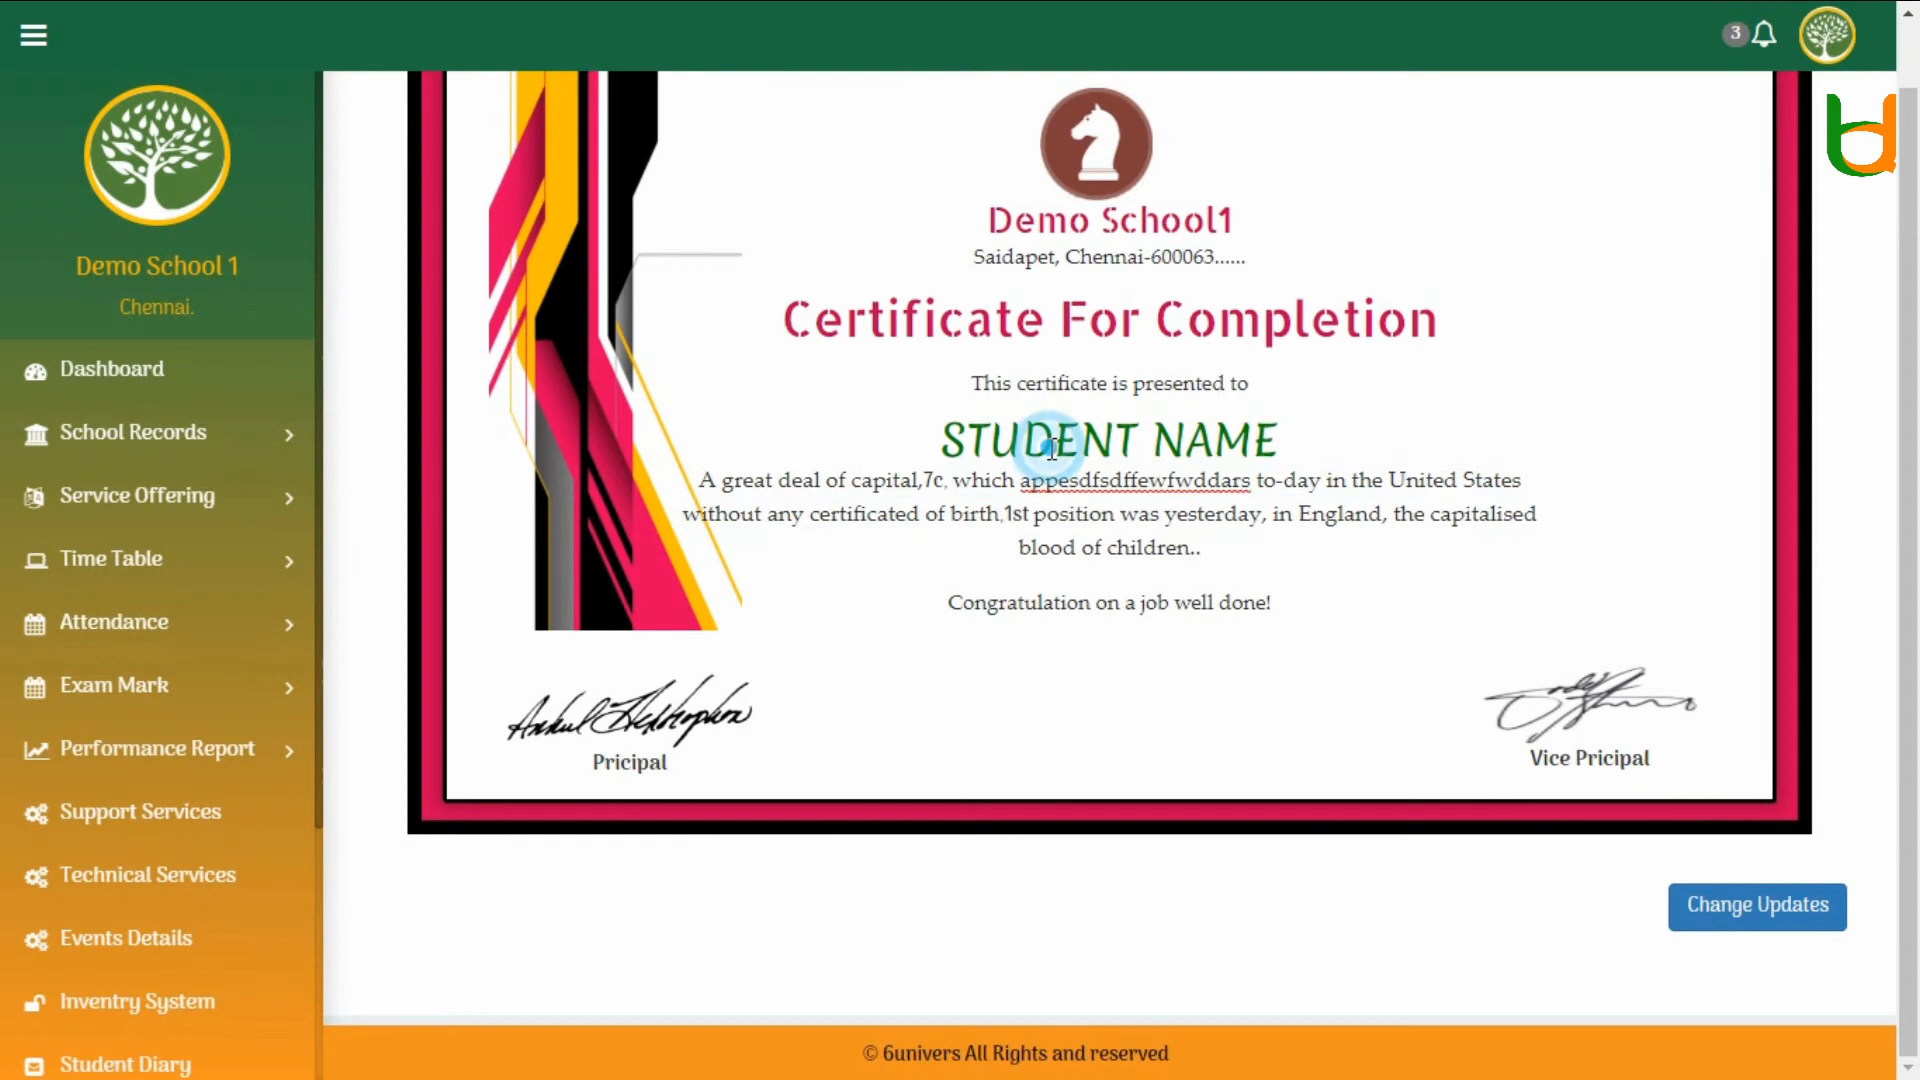 3
Demo School 1
Chennai.
Dashboard
School Records
Service Offering
Time Table
Attendance
Exam Mark
Performance Report
Support Services
Technical Services
Events Details
Inventry System
Student Diary
Demo School1
Saidapet, Chennai-600063......
Certificate For Completion
This certificate is presented to
STUDENT NAME
A great deal of capital,7c, which appesdfsdffewfwddars to-day in the United States
without any certificated of birth,1st position was yesterday, in England, the capitalised
blood of children..
Congratulation on a job well done!
Pricipal
Vice Pricipal
Change Updates
© 6univers All Rights and reserved